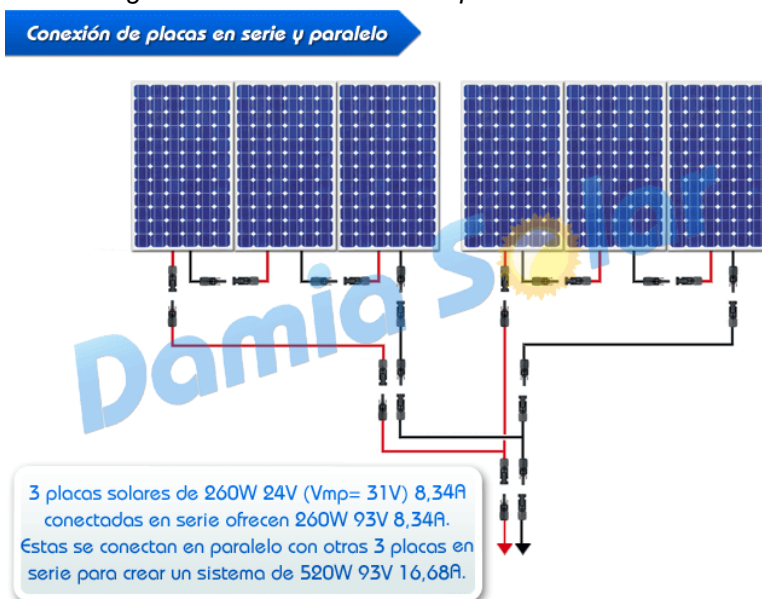 Conexión de placas en serie y paralelo
Damia Solar
3 placas solares de 260W 24V (Vmp= 31V) 8,34A
conectadas en serie ofrecen 260W 93V 8,34A.
Estas se conectan en paralelo con otras 3 placas en
serie para crear un sistema de 520W 93V 16,68A.